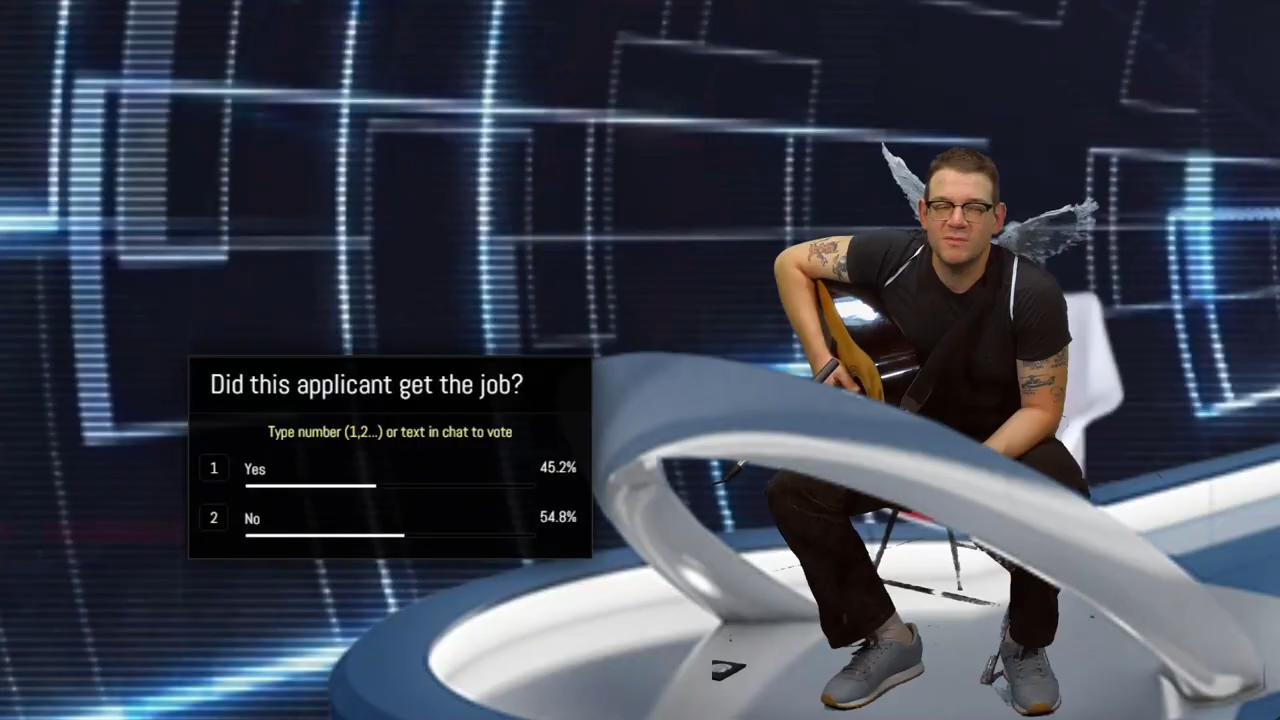 Did this applicant get the job?
Type number (1,2...) or text in chat to vote
1 Yes 45.2%
2 No 54.8%